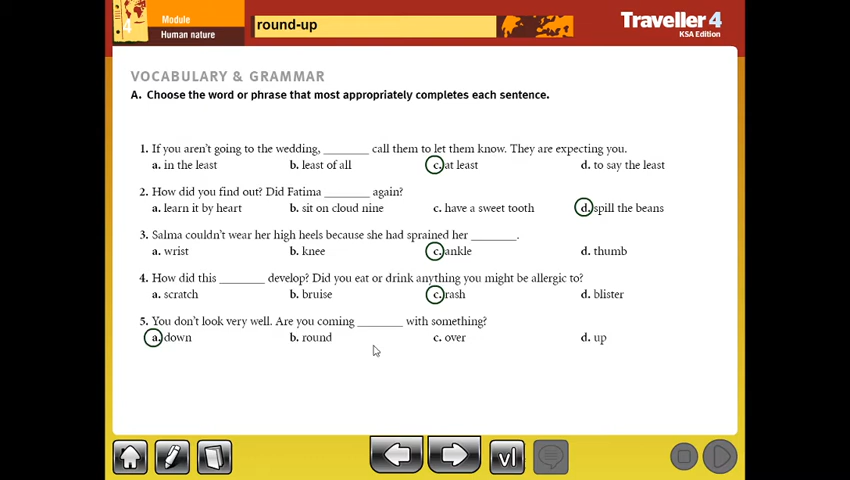 Module
4
Human nature
round-up
Traveller 4
KSA Edition
VOCABULARY & GRAMMAR
A. Choose the word or phrase that most appropriately completes each sentence.
1. If you aren't going to the wedding, ________ call them to let them know. They are expecting you.
a. in the least b. least of all c. at least d. to say the least
2. How did you find out? Did Fatima ________ again?
a. learn it by heart b. sit on cloud nine c. have a sweet tooth d. spill the beans
3. Salma couldn't wear her high heels because she had sprained her ________.
a. wrist b. knee c. ankle d. thumb
4. How did this ________ develop? Did you eat or drink anything you might be allergic to?
a. scratch b. bruise c. rash d. blister
5. You don't look very well. Are you coming ________ with something?
a. down b. round c. over d. up
vl